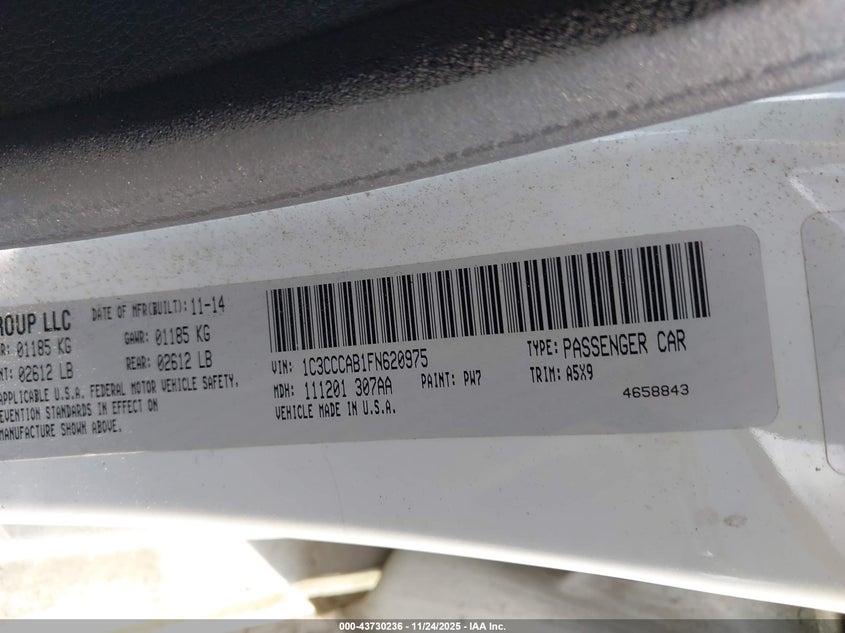 ROUP LLC
DATE OF MFR(BUILT): 11-14
R: 01185 KG
GAWR: 01185 KG
NT: 02612 LB
REAR: 02612 LB
APPLICABLE U.S.A. FEDERAL MOTOR VEHICLE SAFETY,
EVENTION STANDARDS IN EFFECT ON
MANUFACTURE SHOWN ABOVE.
VIN: 1C3CCCAB1FN620975
TYPE: PASSENGER CAR
MDH: 111201 307AA
PAINT: PW7
TRIM: A5X9
VEHICLE MADE IN U.S.A.
4658843
000-43730236 - 11/24/2025 - IAA Inc.